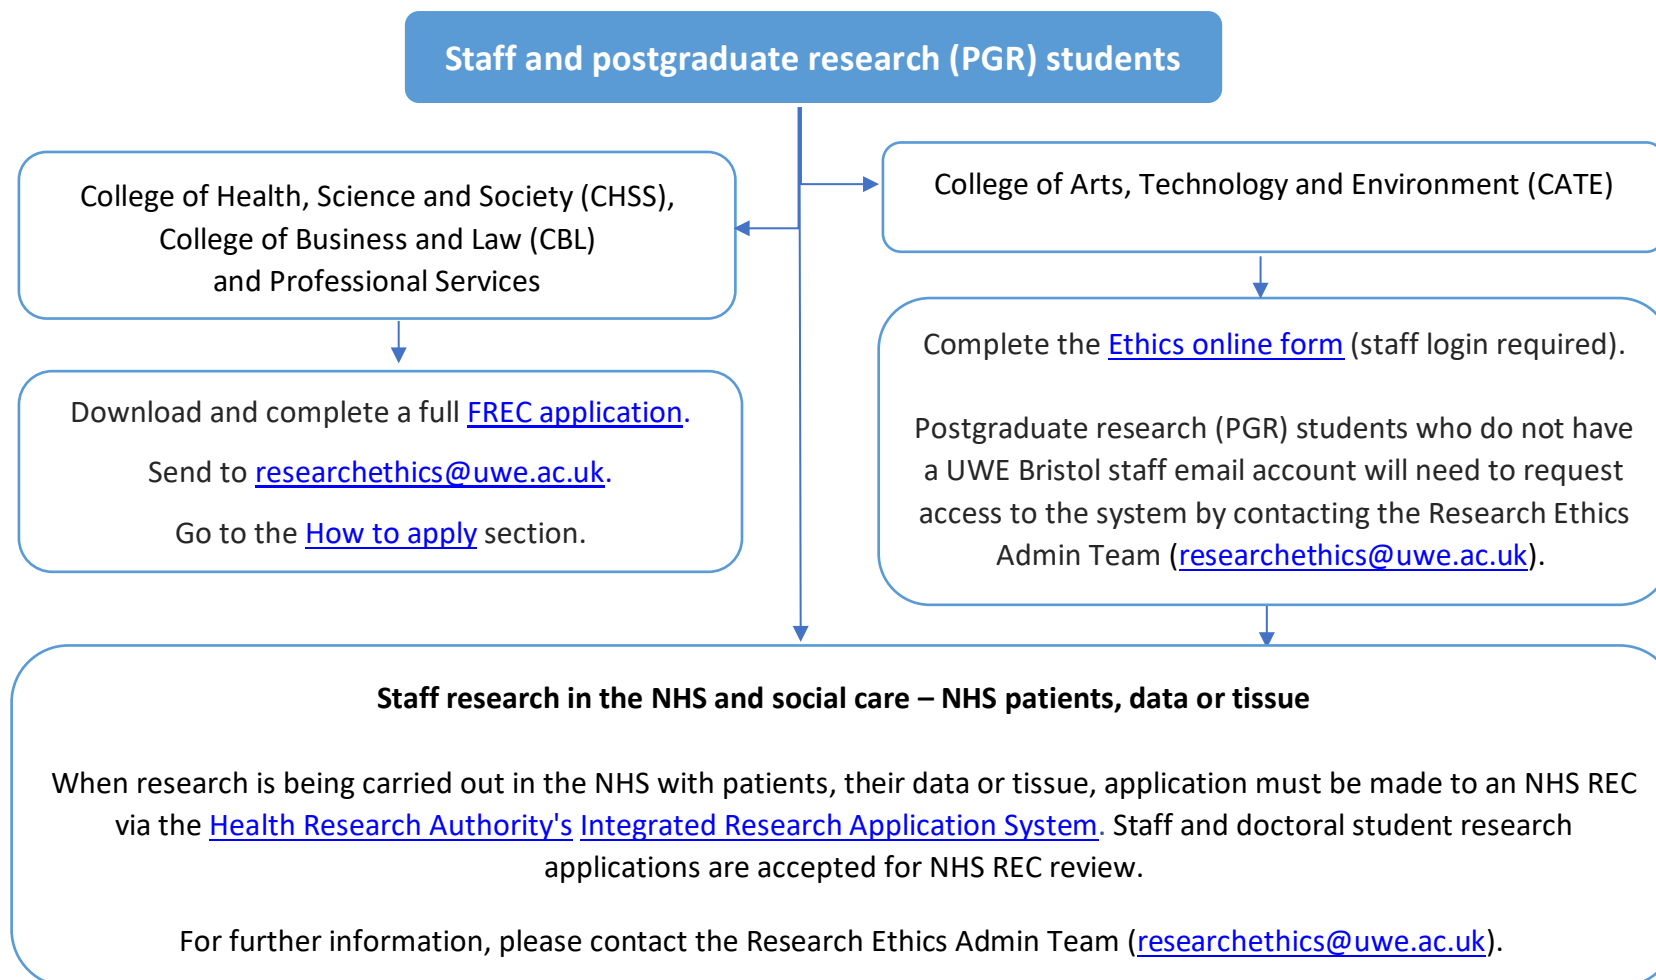 Staff and postgraduate research (PGR) students
College of Health, Science and Society (CHSS),
College of Business and Law (CBL)
and Professional Services
College of Arts, Technology and Environment (CATE)
Download and complete a full FREC application.
Send to researchethics@uwe.ac.uk.
Go to the How to apply section.
Complete the Ethics online form (staff login required).
Postgraduate research (PGR) students who do not have
a UWE Bristol staff email account will need to request
access to the system by contacting the Research Ethics
Admin Team (researchethics@uwe.ac.uk).
Staff research in the NHS and social care – NHS patients, data or tissue
When research is being carried out in the NHS with patients, their data or tissue, application must be made to an NHS REC
via the Health Research Authority's Integrated Research Application System. Staff and doctoral student research
applications are accepted for NHS REC review.
For further information, please contact the Research Ethics Admin Team (researchethics@uwe.ac.uk).